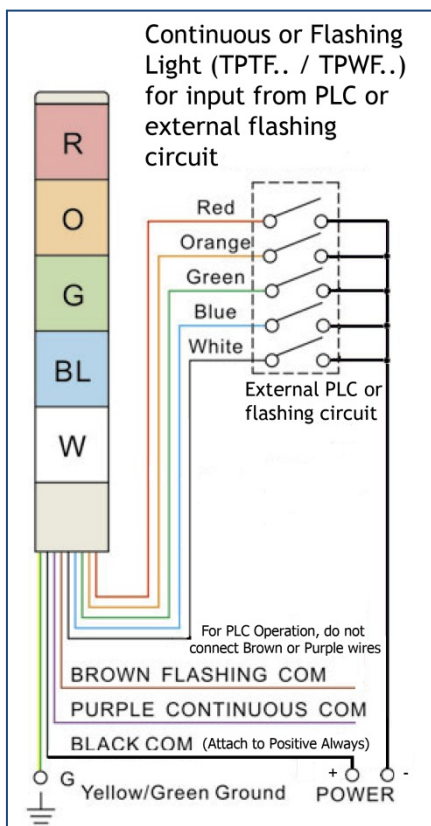 Continuous or Flashing
Light (TPTF.. / TPWF..)
for input from PLC or
external flashing
circuit
R
O
G
BL
W
Red
Orange
Green
Blue
White
External PLC or
flashing circuit
For PLC Operation, do not
connect Brown or Purple wires
BROWN FLASHING COM
PURPLE CONTINUOUS COM
BLACK COM (Attach to Positive Always)
G
Yellow/Green Ground
+ -
POWER